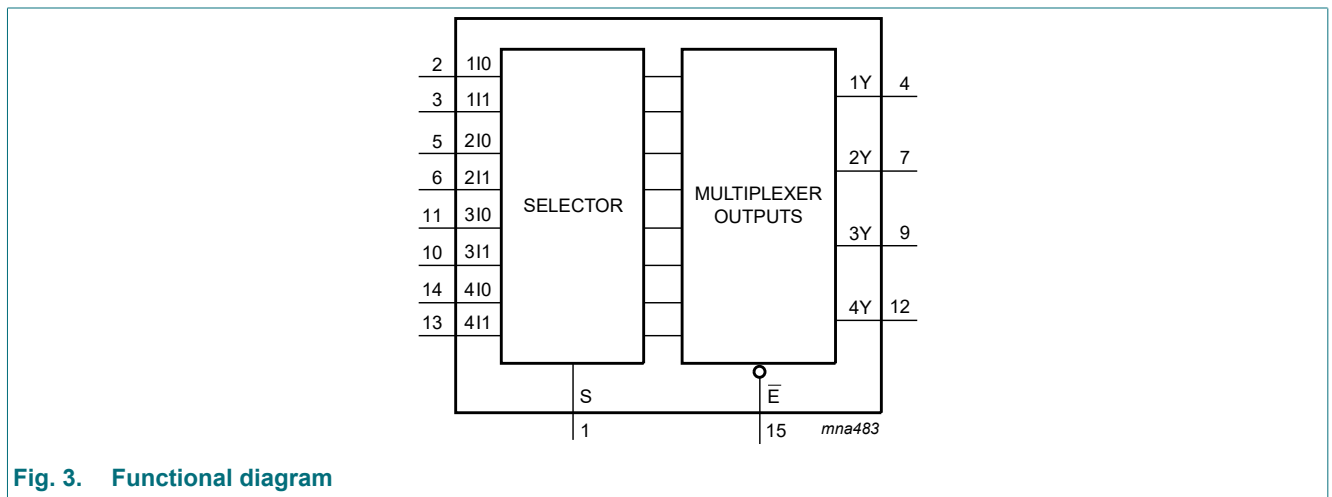 2 1I0
3 1I1
5 2I0
6 2I1
11 3I0
10 3I1
14 4I0
13 4I1
SELECTOR
MULTIPLEXER
OUTPUTS
1Y 4
2Y 7
3Y 9
4Y 12
S
1
E̅
15
mna483
Fig. 3. Functional diagram